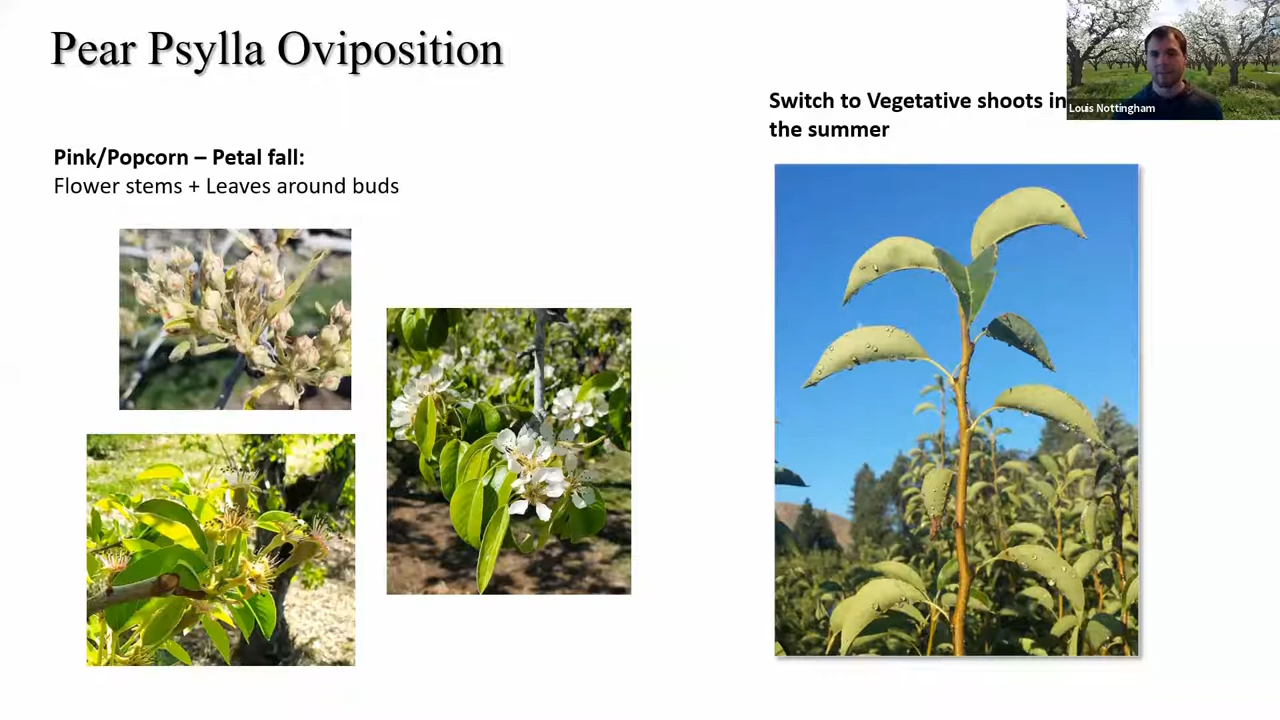 Pear Psylla Oviposition
Pink/Popcorn – Petal fall:
Flower stems + Leaves around buds
Switch to Vegetative shoots in
the summer
Louis Nottingham